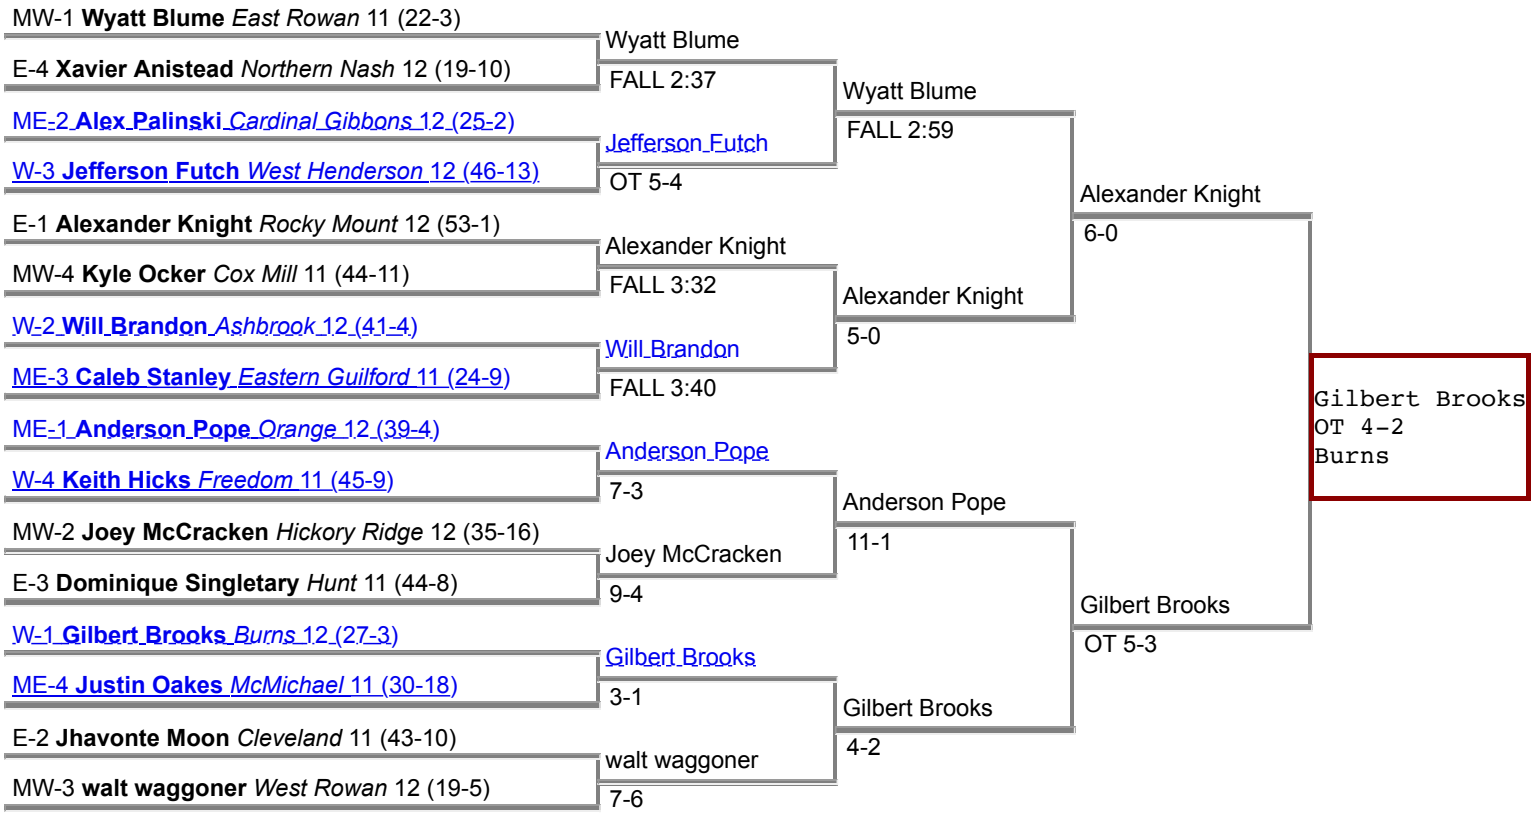 MW-1 Wyatt Blume East Rowan 11 (22-3)
E-4 Xavier Anistead Northern Nash 12 (19-10)
ME-2 Alex Palinski Cardinal Gibbons 12 (25-2)
W-3 Jefferson Futch West Henderson 12 (46-13)
E-1 Alexander Knight Rocky Mount 12 (53-1)
MW-4 Kyle Ocker Cox Mill 11 (44-11)
W-2 Will Brandon Ashbrook 12 (41-4)
ME-3 Caleb Stanley Eastern Guilford 11 (24-9)
ME-1 Anderson Pope Orange 12 (39-4)
W-4 Keith Hicks Freedom 11 (45-9)
MW-2 Joey McCracken Hickory Ridge 12 (35-16)
E-3 Dominique Singletary Hunt 11 (44-8)
W-1 Gilbert Brooks Burns 12 (27-3)
ME-4 Justin Oakes McMichael 11 (30-18)
E-2 Jhavonte Moon Cleveland 11 (43-10)
MW-3 walt waggoner West Rowan 12 (19-5)
Wyatt Blume
FALL 2:37
Jefferson Futch
OT 5-4
Alexander Knight
FALL 3:32
Will Brandon
FALL 3:40
Anderson Pope
7-3
Joey McCracken
9-4
Gilbert Brooks
3-1
walt waggoner
7-6
Wyatt Blume
FALL 2:59
Alexander Knight
5-0
Anderson Pope
11-1
Gilbert Brooks
4-2
Alexander Knight
6-0
Gilbert Brooks
OT 5-3
Gilbert Brooks
OT 4-2
Burns